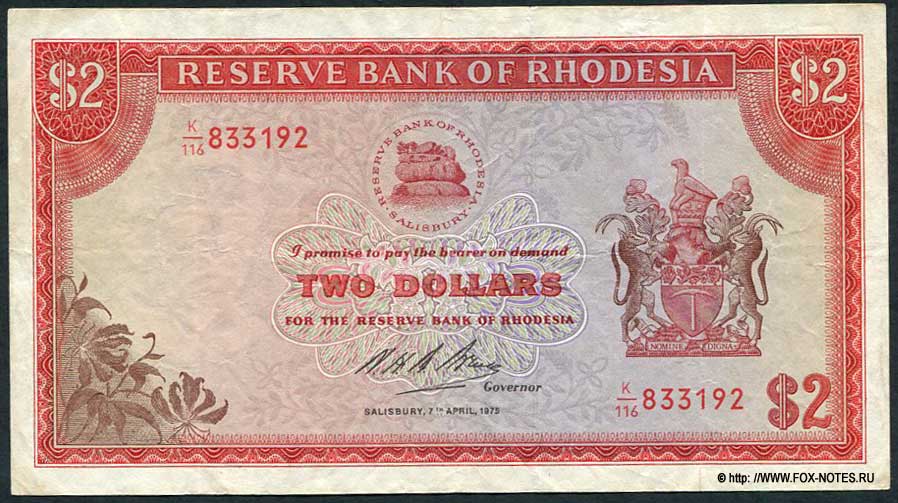 $2 RESERVE BANK OF RHODESIA $2
K/116 833192
RESERVE BANK OF RHODESIA
SALISBURY
I promise to pay the bearer on demand
TWO DOLLARS
FOR THE RESERVE BANK OF RHODESIA
Governor
SALISBURY, 7TH APRIL, 1975
NOMINE DIGNA
K/116 833192
$2
© http://WWW.FOX-NOTES.RU